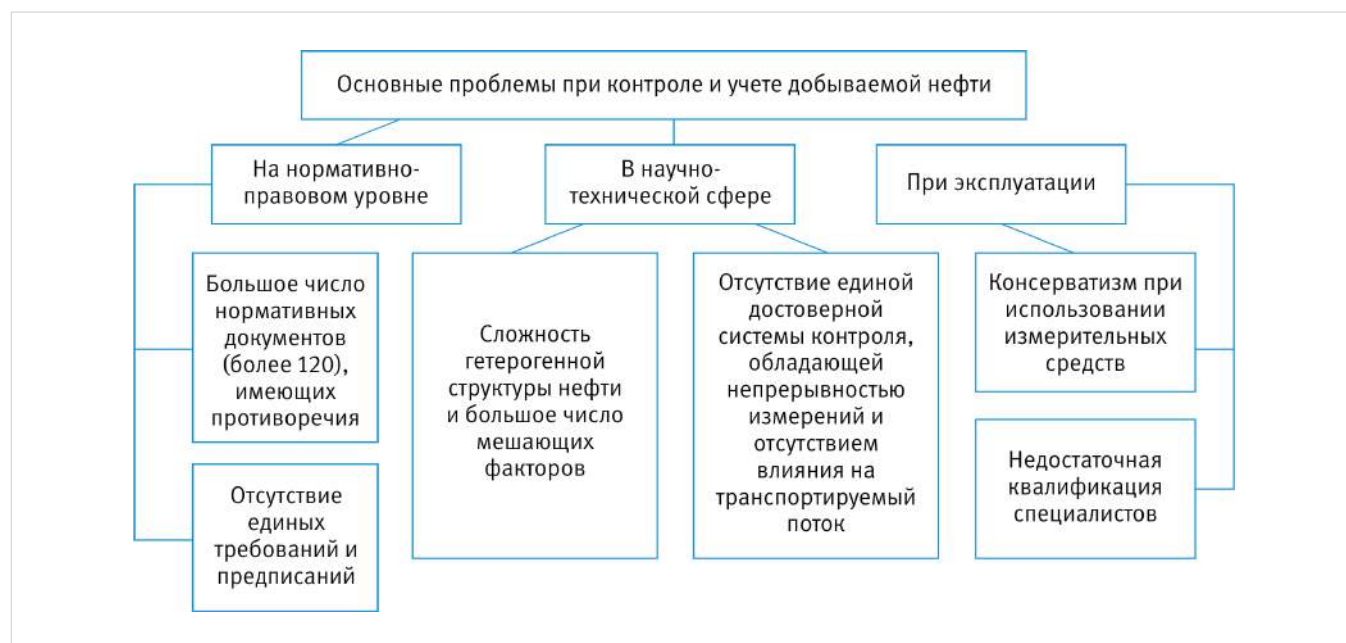 Основные проблемы при контроле и учете добываемой нефти
На нормативно-
правовом уровне
В научно-
технической сфере
При эксплуатации
Большое число
нормативных
документов
(более 120),
имеющих
противоречия
Отсутствие
единых
требований и
предписаний
Сложность
гетерогенной
структуры нефти
и большое число
мешающих
факторов
Отсутствие единой
достоверной
системы контроля,
обладающей
непрерывностью
измерений и
отсутствием
влияния на
транспортируемый
поток
Консерватизм при
использовании
измерительных
средств
Недостаточная
квалификация
специалистов